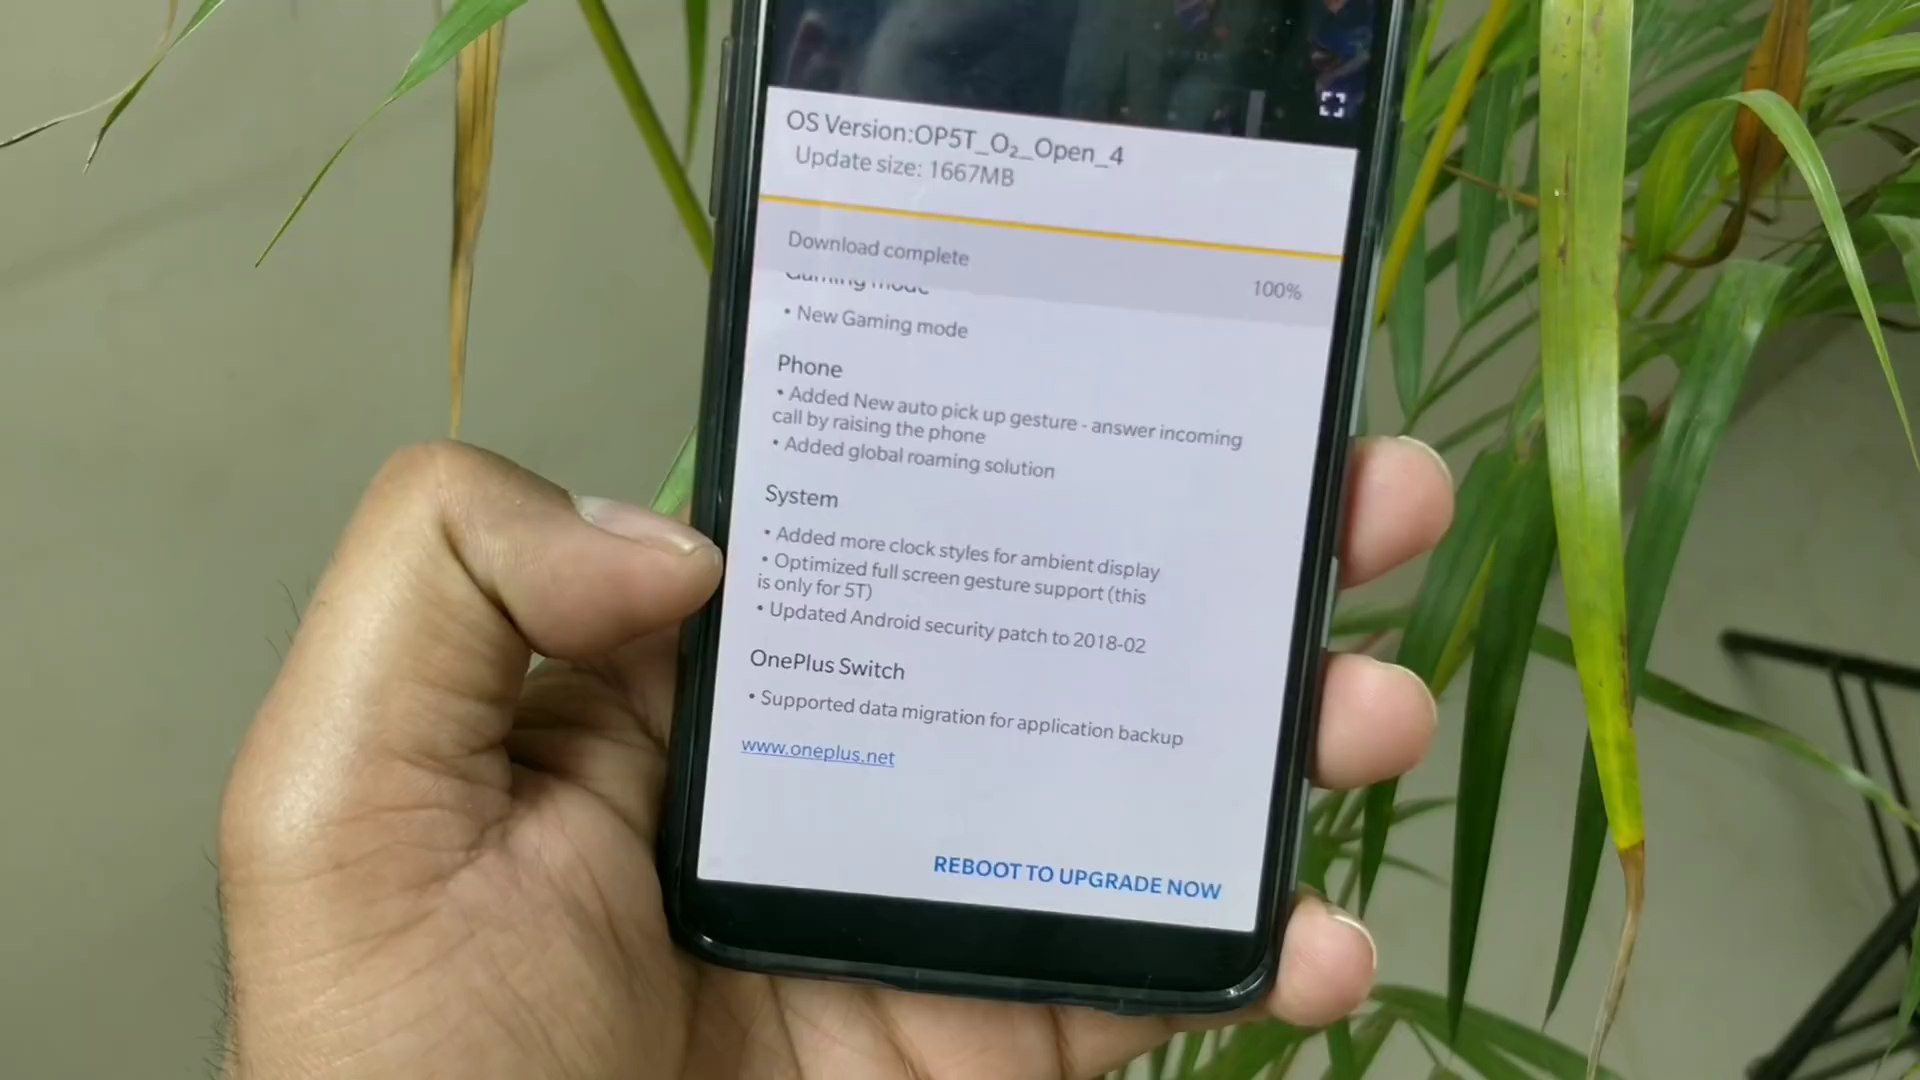 OS Version:OP5T_O₂_Open_4
Update size: 1667MB
Download complete
100%
Gaming mode
• New Gaming mode
Phone
• Added New auto pick up gesture - answer incoming
call by raising the phone
• Added global roaming solution
System
• Added more clock styles for ambient display
• Optimized full screen gesture support (this
is only for 5T)
• Updated Android security patch to 2018-02
OnePlus Switch
• Supported data migration for application backup
www.oneplus.net
REBOOT TO UPGRADE NOW